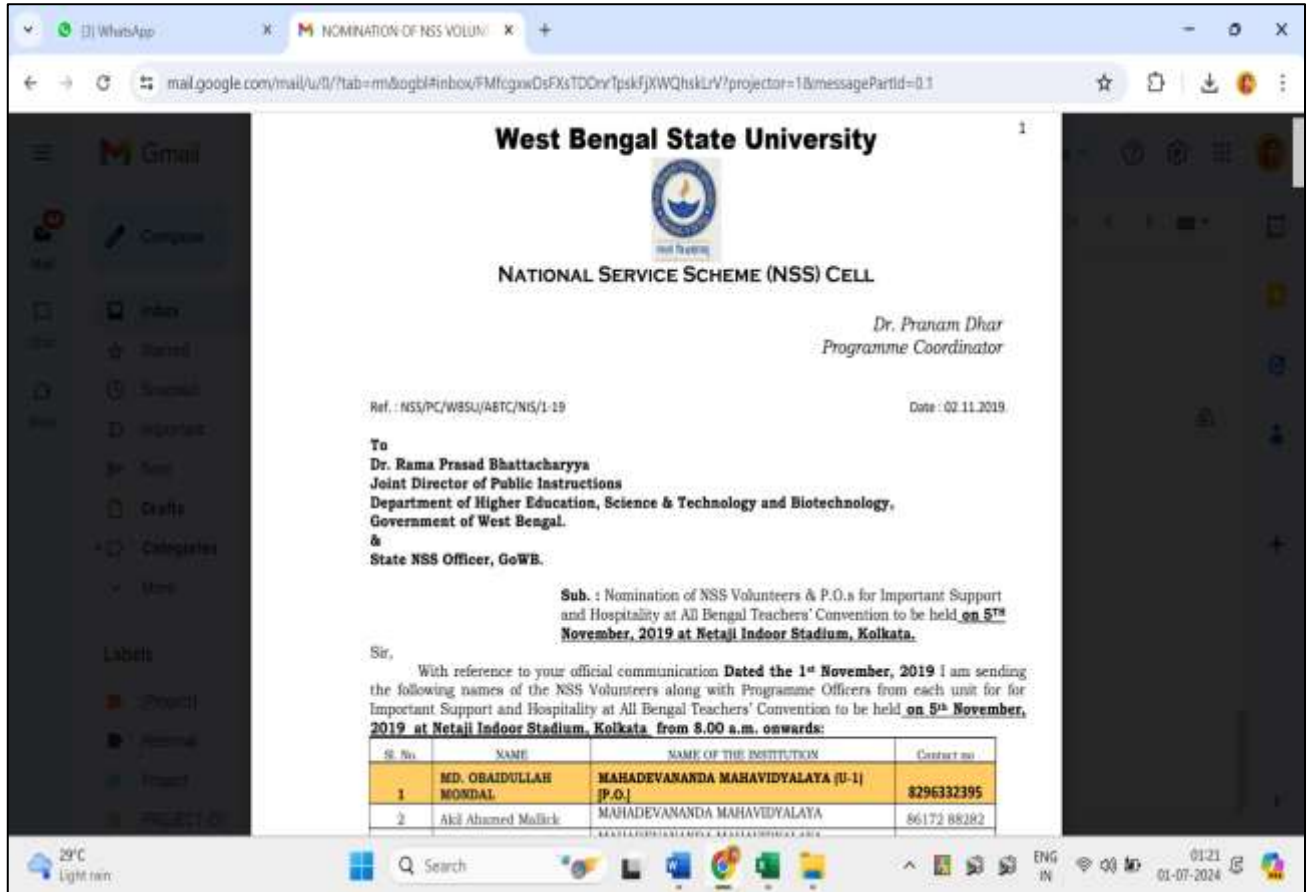 (3) WhatsApp
NOMINATION OF NSS VOLUN
mail.google.com/mail/u/0/?tab=rm&ogbl#inbox/
?projector=1&messagePartId=0.1
Gmail
Compose
Inbox
Starred
Snoozed
Important
Sent
Drafts
Categories
More
Labels
1
West Bengal State University
NATIONAL SERVICE SCHEME (NSS) CELL
Dr. Pranam Dhar
Programme Coordinator
Ref. : NSS/PC/WBSU/ABTC/NIS/1-19
Date : 02.11.2019.
To
Dr. Rama Prasad Bhattacharyya
Joint Director of Public Instructions
Department of Higher Education, Science & Technology and Biotechnology,
Government of West Bengal.
&
State NSS Officer, GoWB.
Sub. : Nomination of NSS Volunteers & P.O.s for Important Support
and Hospitality at All Bengal Teachers' Convention to be held on 5TH
November, 2019 at Netaji Indoor Stadium, Kolkata.
Sir,
With reference to your official communication Dated the 1st November, 2019 I am sending
the following names of the NSS Volunteers along with Programme Officers from each unit for for
Important Support and Hospitality at All Bengal Teachers' Convention to be held on 5th November,
2019 at Netaji Indoor Stadium, Kolkata from 8.00 a.m. onwards:
Sl. No. NAME NAME OF THE INSTITUTION Contact no
1 MD. OBAIDULLAH MONDAL MAHADEVANANDA MAHAVIDYALAYA (U-1) [P.O.] 8296332395
2 Akil Ahamed Mallick MAHADEVANANDA MAHAVIDYALAYA 86172 88282
29°C
Light rain
Search
ENG
IN
01:21
01-07-2024